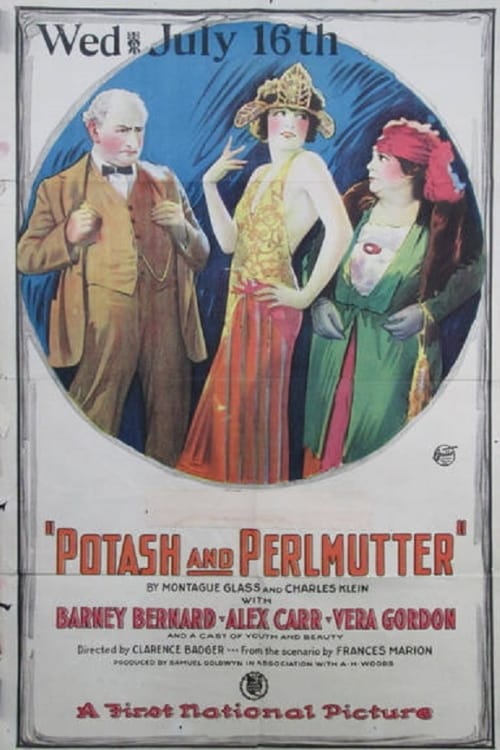 Wed. July 16th
"POTASH AND PERLMUTTER"
BY MONTAGUE GLASS AND CHARLES KLEIN
WITH
BARNEY BERNARD - ALEX CARR - VERA GORDON
AND A CAST OF YOUTH AND BEAUTY
Directed by CLARENCE BADGER --- From the scenario by FRANCES MARION
PRODUCED BY SAMUEL GOLDWYN IN ASSOCIATION WITH A·H·WOODS
A First National Picture